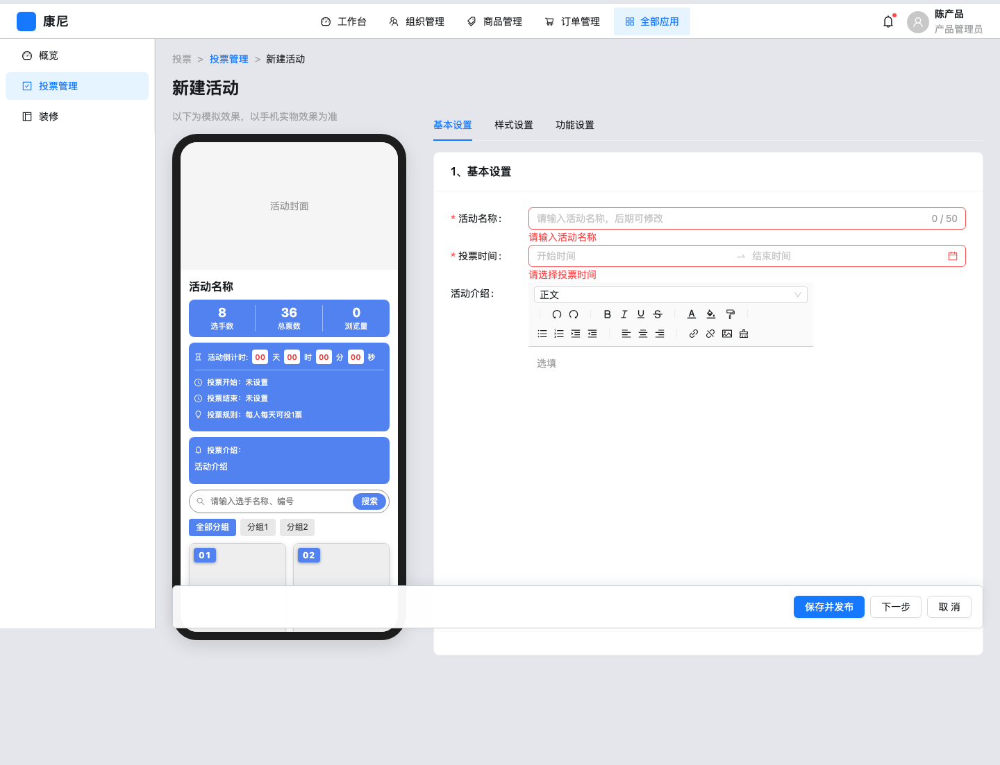 康尼
工作台
组织管理
商品管理
订单管理
全部应用
陈产品
产品管理员
概览
投票管理
装修
投票 > 投票管理 > 新建活动
新建活动
以下为模拟效果，以手机实物效果为准
活动封面
活动名称
8 36 0
选手数 总票数 浏览量
活动倒计时: 00 天 00 时 00 分 00 秒
投票开始：未设置
投票结束：未设置
投票规则：每人每天可投1票
投票介绍：
活动介绍
请输入选手名称、编号 搜索
全部分组 分组1 分组2
01 02
基本设置 样式设置 功能设置
1、基本设置
* 活动名称： 请输入活动名称，后期可修改 0 / 50
请输入活动名称
* 投票时间： 开始时间 结束时间
请选择投票时间
活动介绍： 正文
选填
保存并发布 下一步 取 消